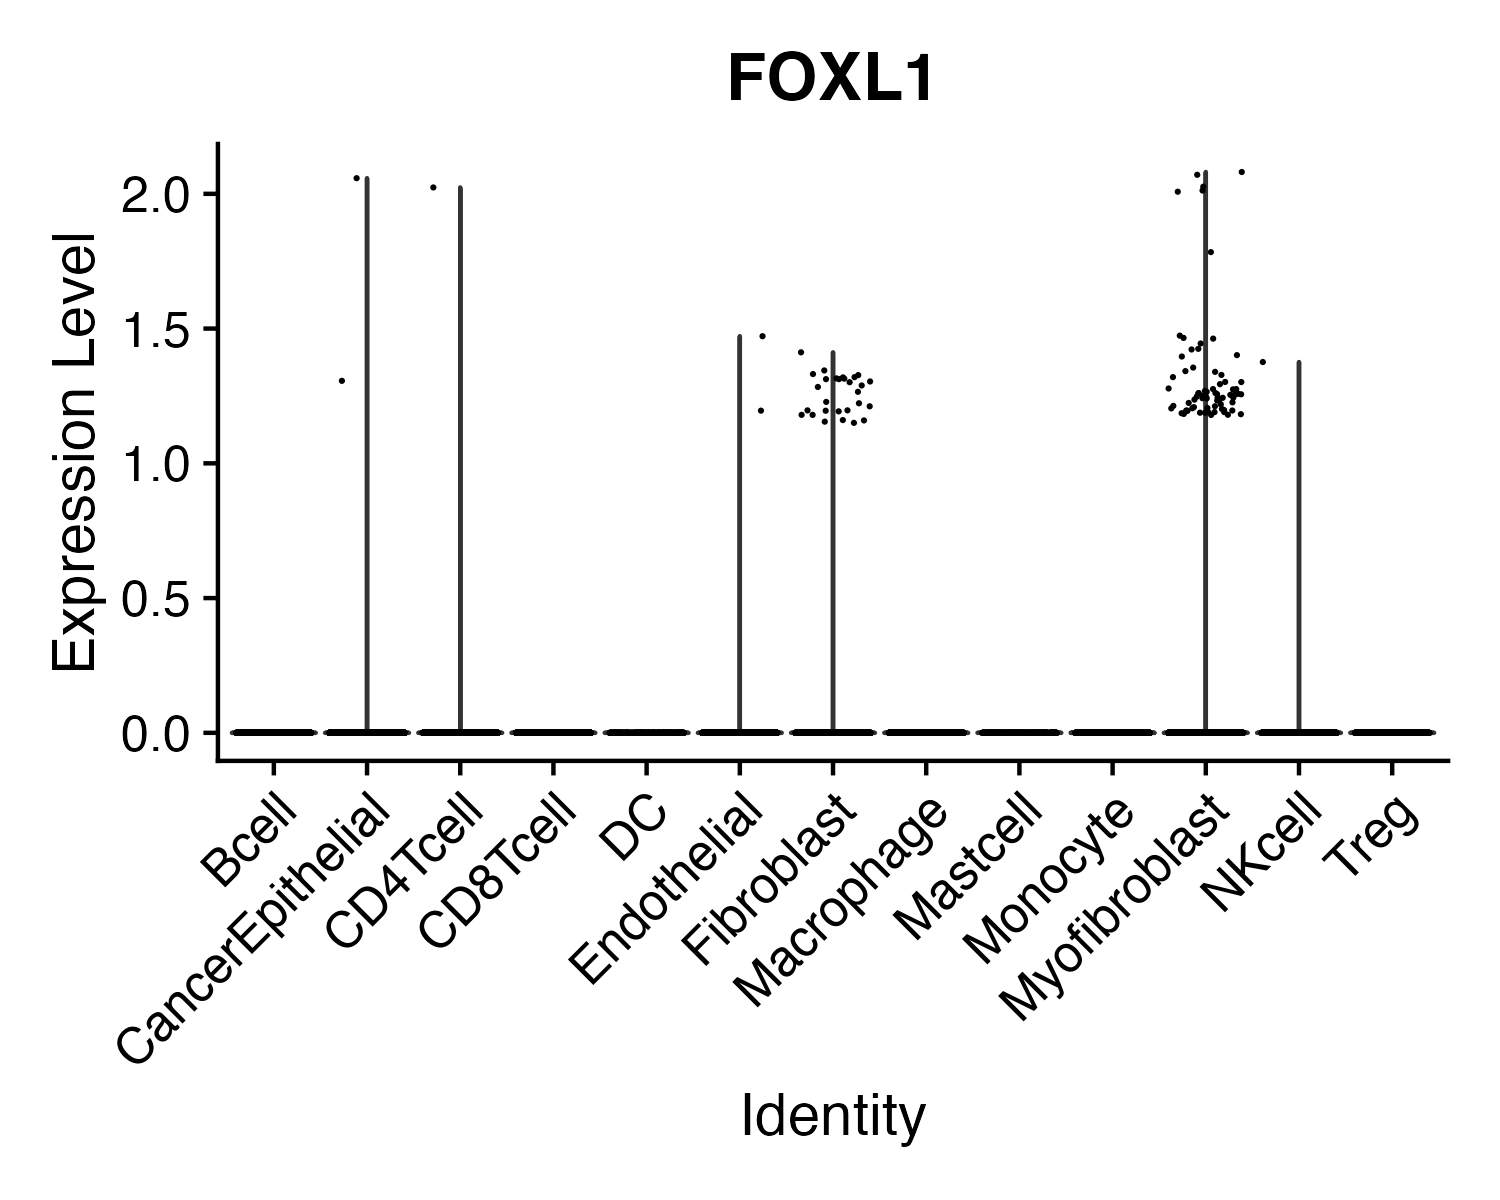 FOXL1
Expression Level
2.0
1.5
1.0
0.5
0.0
Bcell
CancerEpithelial
CD4Tcell
CD8Tcell
DC
Endothelial
Fibroblast
Macrophage
Mastcell
Monocyte
Myofibroblast
NKcell
Treg
Identity